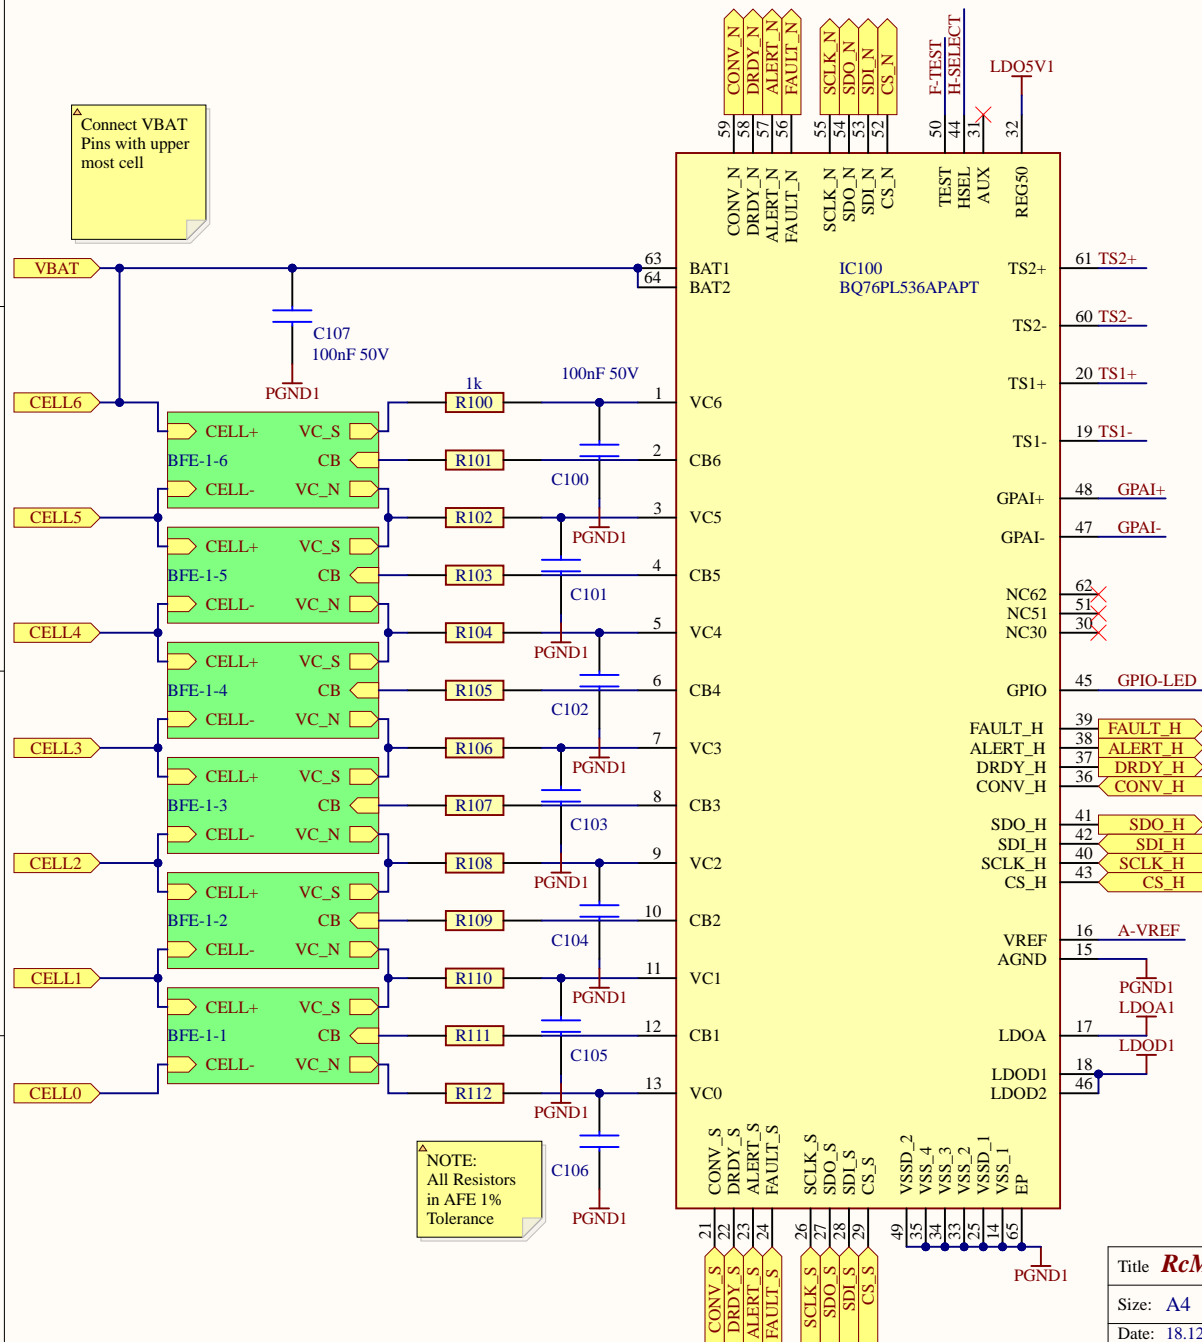 CONV_N
DRDY_N
ALERT_N
FAULT_N
SCLK_N
SDO_N
SDI_N
CS_N
F-TEST
H-SELECT
LDO5V1
59
58
57
56
55
54
53
52
50
44
31
32
CONV_N
DRDY_N
ALERT_N
FAULT_N
SCLK_N
SDO_N
SDI_N
CS_N
TEST
HSEL
AUX
REG50
Connect VBAT
Pins with upper
most cell
VBAT
63
BAT1
64
BAT2
IC100
BQ76PL536APAPT
TS2+
61
TS2+
C107
100nF 50V
PGND1
TS2-
60
TS2-
TS1+
20
TS1+
TS1-
19
TS1-
GPAI+
48
GPAI+
GPAI-
47
GPAI-
NC62
62
NC51
51
NC30
30
GPIO
45
GPIO-LED
FAULT_H
39
FAULT_H
ALERT_H
38
ALERT_H
DRDY_H
37
DRDY_H
CONV_H
36
CONV_H
SDO_H
41
SDO_H
SDI_H
42
SDI_H
SCLK_H
40
SCLK_H
CS_H
43
CS_H
VREF
16
A-VREF
AGND
15
PGND1
LDOA1
LDOA
17
LDOD1
LDOD1
18
LDOD2
46
CELL6
1k
R100
100nF 50V
1
VC6
CELL+
VC_S
BFE-1-6
CB
R101
2
CB6
C100
CELL-
VC_N
CELL5
R102
PGND1
3
VC5
CELL+
VC_S
BFE-1-5
CB
R103
4
CB5
C101
CELL-
VC_N
CELL4
R104
PGND1
5
VC4
CELL+
VC_S
BFE-1-4
CB
R105
6
CB4
C102
CELL-
VC_N
CELL3
R106
PGND1
7
VC3
CELL+
VC_S
BFE-1-3
CB
R107
8
CB3
C103
CELL-
VC_N
CELL2
R108
PGND1
9
VC2
CELL+
VC_S
BFE-1-2
CB
R109
10
CB2
C104
CELL-
VC_N
CELL1
R110
PGND1
11
VC1
CELL+
VC_S
BFE-1-1
CB
R111
12
CB1
C105
CELL-
VC_N
CELL0
R112
PGND1
13
VC0
C106
PGND1
NOTE:
All Resistors
in AFE 1%
Tolerance
CONV_S
DRDY_S
ALERT_S
FAULT_S
SCLK_S
SDO_S
SDI_S
CS_S
VSSD_2
VSS_4
VSS_3
VSS_2
VSSD_1
VSS_1
EP
21
22
23
24
26
27
28
29
49
35
34
33
25
14
65
CONV_S
DRDY_S
ALERT_S
FAULT_S
SCLK_S
SDO_S
SDI_S
CS_S
PGND1
Title RcM
Size: A4
Date: 18.12